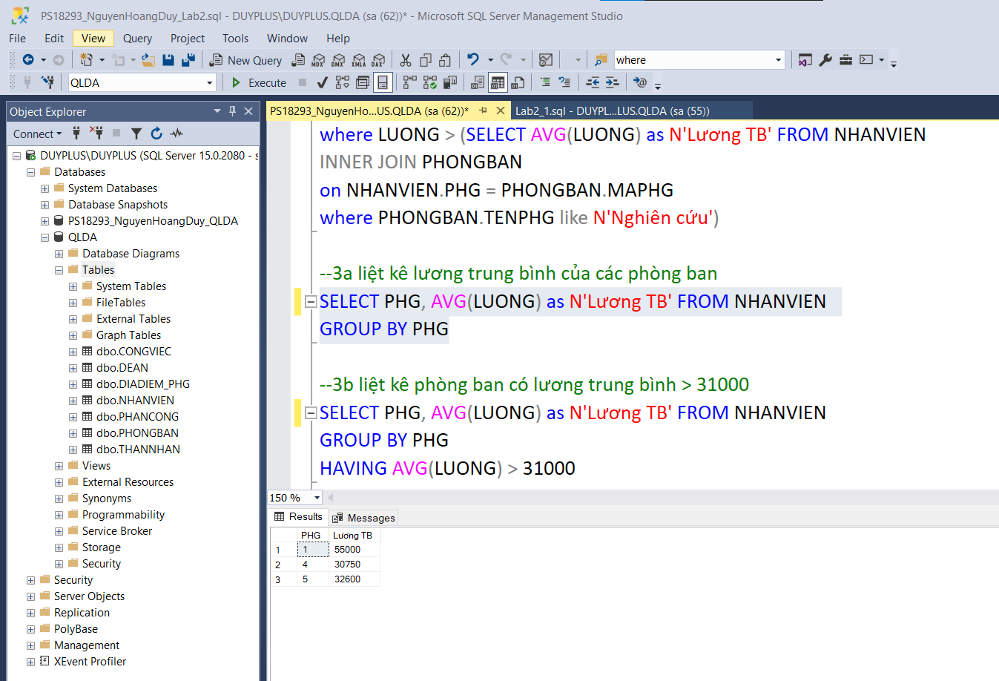 PS18293_NguyenHoangDuy_Lab2.sql - DUYPLUS\DUYPLUS.QLDA (sa (62))* - Microsoft SQL Server Management Studio
File Edit View Query Project Tools Window Help
New Query MDX DMX XMLA DAX where
QLDA Execute
Object Explorer
Connect
DUYPLUS\DUYPLUS (SQL Server 15.0.2080 - s
Databases
System Databases
Database Snapshots
PS18293_NguyenHoangDuy_QLDA
QLDA
Database Diagrams
Tables
System Tables
FileTables
External Tables
Graph Tables
dbo.CONGVIEC
dbo.DEAN
dbo.DIADIEM_PHG
dbo.NHANVIEN
dbo.PHANCONG
dbo.PHONGBAN
dbo.THANNHAN
Views
External Resources
Synonyms
Programmability
Service Broker
Storage
Security
Security
Server Objects
Replication
PolyBase
Management
XEvent Profiler
PS18293_NguyenHo...US.QLDA (sa (62))* Lab2_1.sql - DUYPL...LUS.QLDA (sa (55))
where LUONG > (SELECT AVG(LUONG) as N'Lương TB' FROM NHANVIEN
INNER JOIN PHONGBAN
on NHANVIEN.PHG = PHONGBAN.MAPHG
where PHONGBAN.TENPHG like N'Nghiên cứu')
--3a liệt kê lương trung bình của các phòng ban
SELECT PHG, AVG(LUONG) as N'Lương TB' FROM NHANVIEN
GROUP BY PHG
--3b liệt kê phòng ban có lương trung bình > 31000
SELECT PHG, AVG(LUONG) as N'Lương TB' FROM NHANVIEN
GROUP BY PHG
HAVING AVG(LUONG) > 31000
150 %
Results Messages
PHG Lương TB
1 1 55000
2 4 30750
3 5 32600